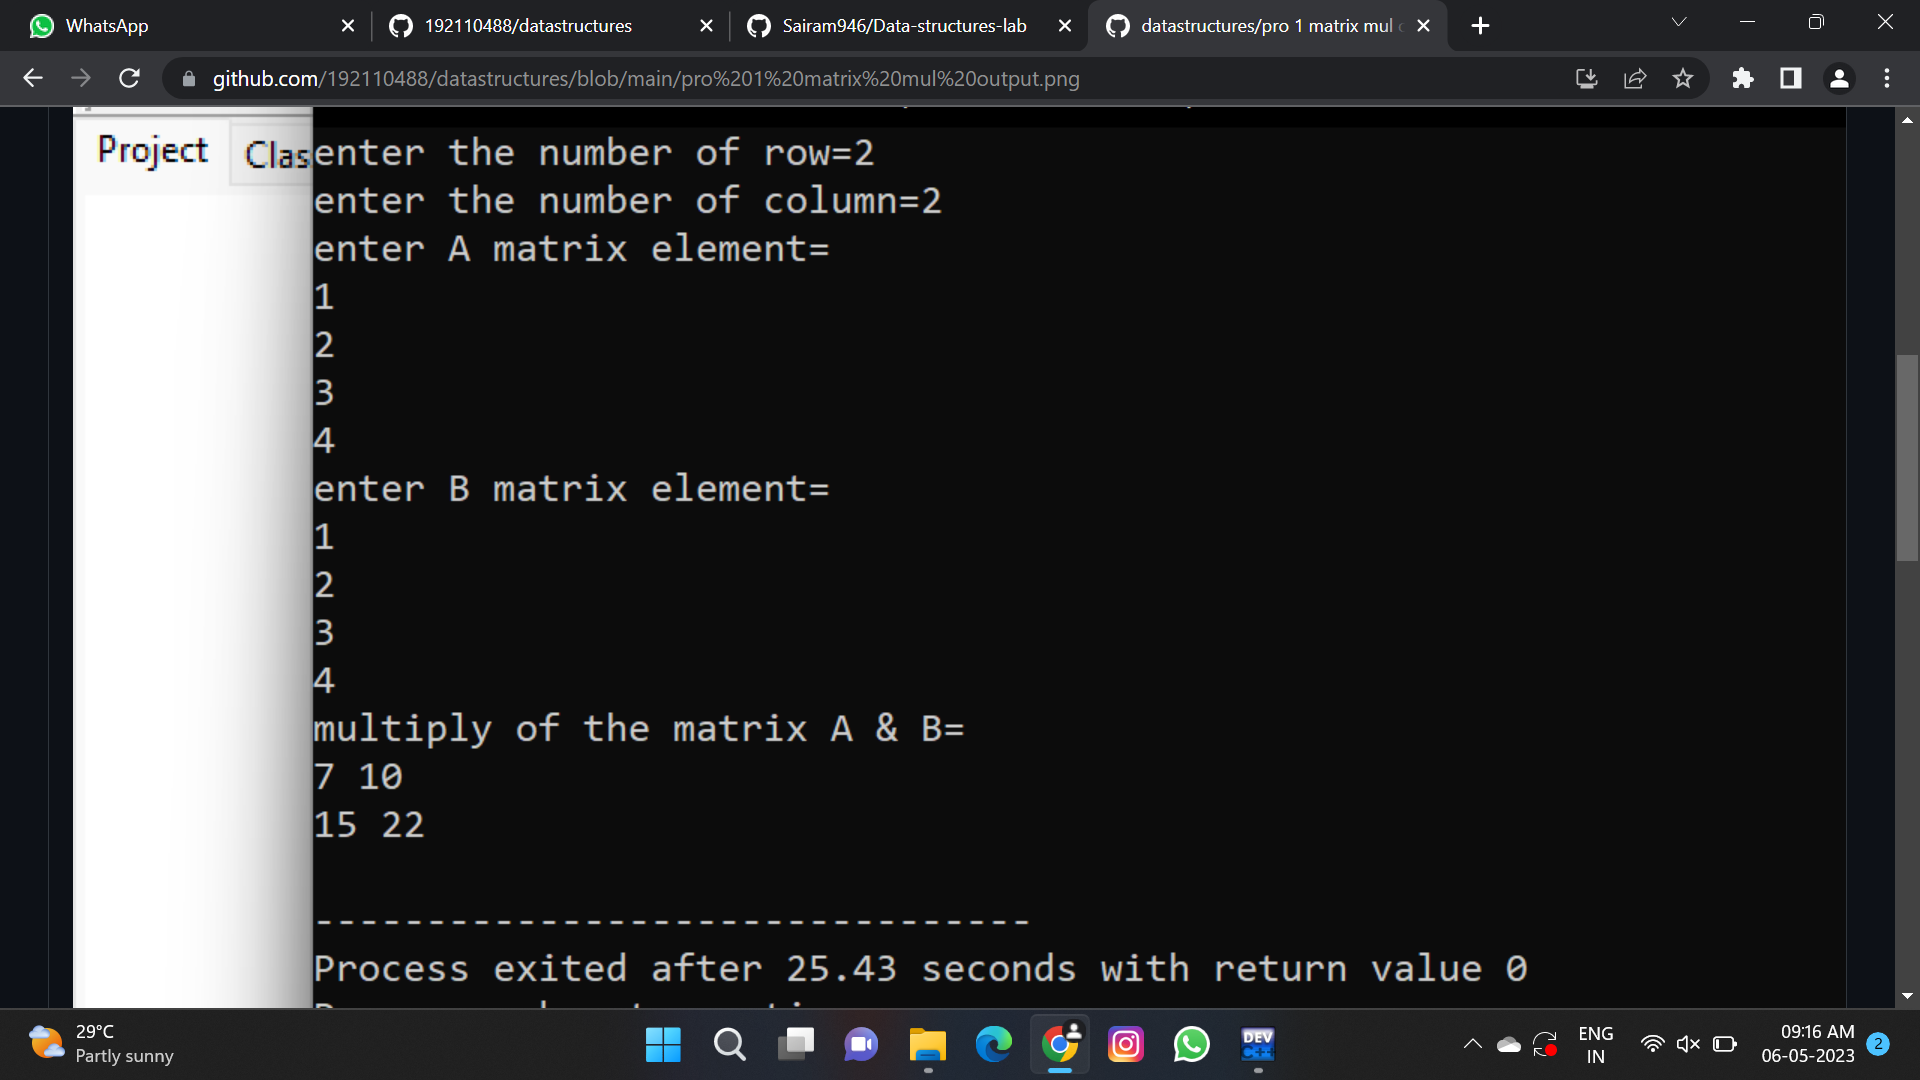 WhatsApp
192110488/datastructures
Sairam946/Data-structures-lab
datastructures/pro 1 matrix mul
github.com/192110488/datastructures/blob/main/pro%201%20matrix%20mul%20output.png
Project
Clas
enter the number of row=2
enter the number of column=2
enter A matrix element=
1
2
3
4
enter B matrix element=
1
2
3
4
multiply of the matrix A & B=
7 10
15 22
--------------------------------
Process exited after 25.43 seconds with return value 0
29°C
Partly sunny
DEV
C++
ENG
IN
09:16 AM
06-05-2023
2